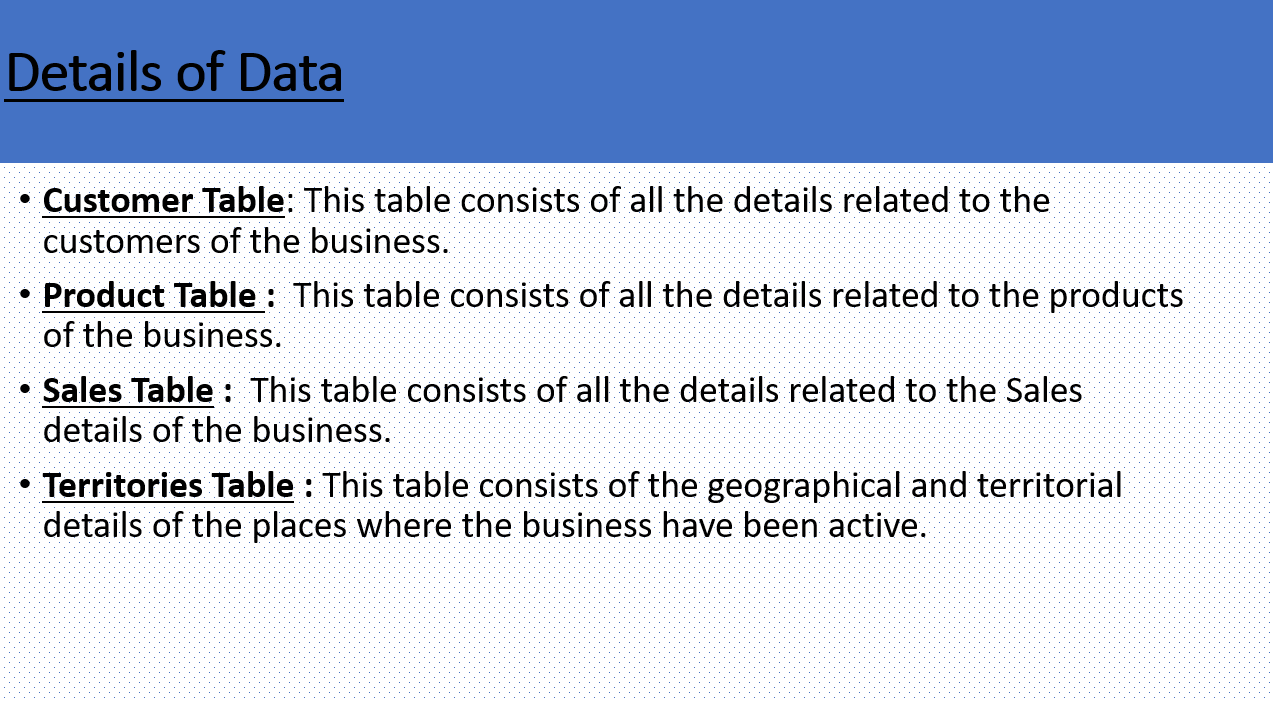 Details of Data
• Customer Table: This table consists of all the details related to the
customers of the business.
• Product Table :  This table consists of all the details related to the products
of the business.
• Sales Table :  This table consists of all the details related to the Sales
details of the business.
• Territories Table : This table consists of the geographical and territorial
details of the places where the business have been active.